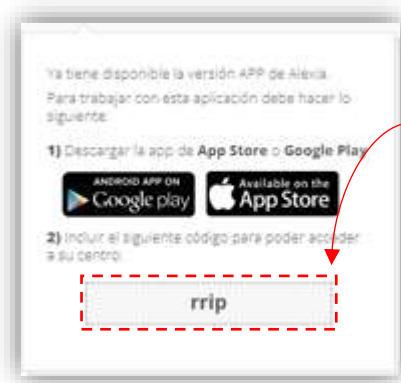 Ya tiene disponible la versión APP de Alexia.
Para trabajar con esta aplicación debe hacer lo
siguiente:
1) Descargar la app de App Store o Google Play
ANDROID APP ON
Google play
Available on the
App Store
2) Incluir el siguiente código para poder acceder
a su centro:
rrip